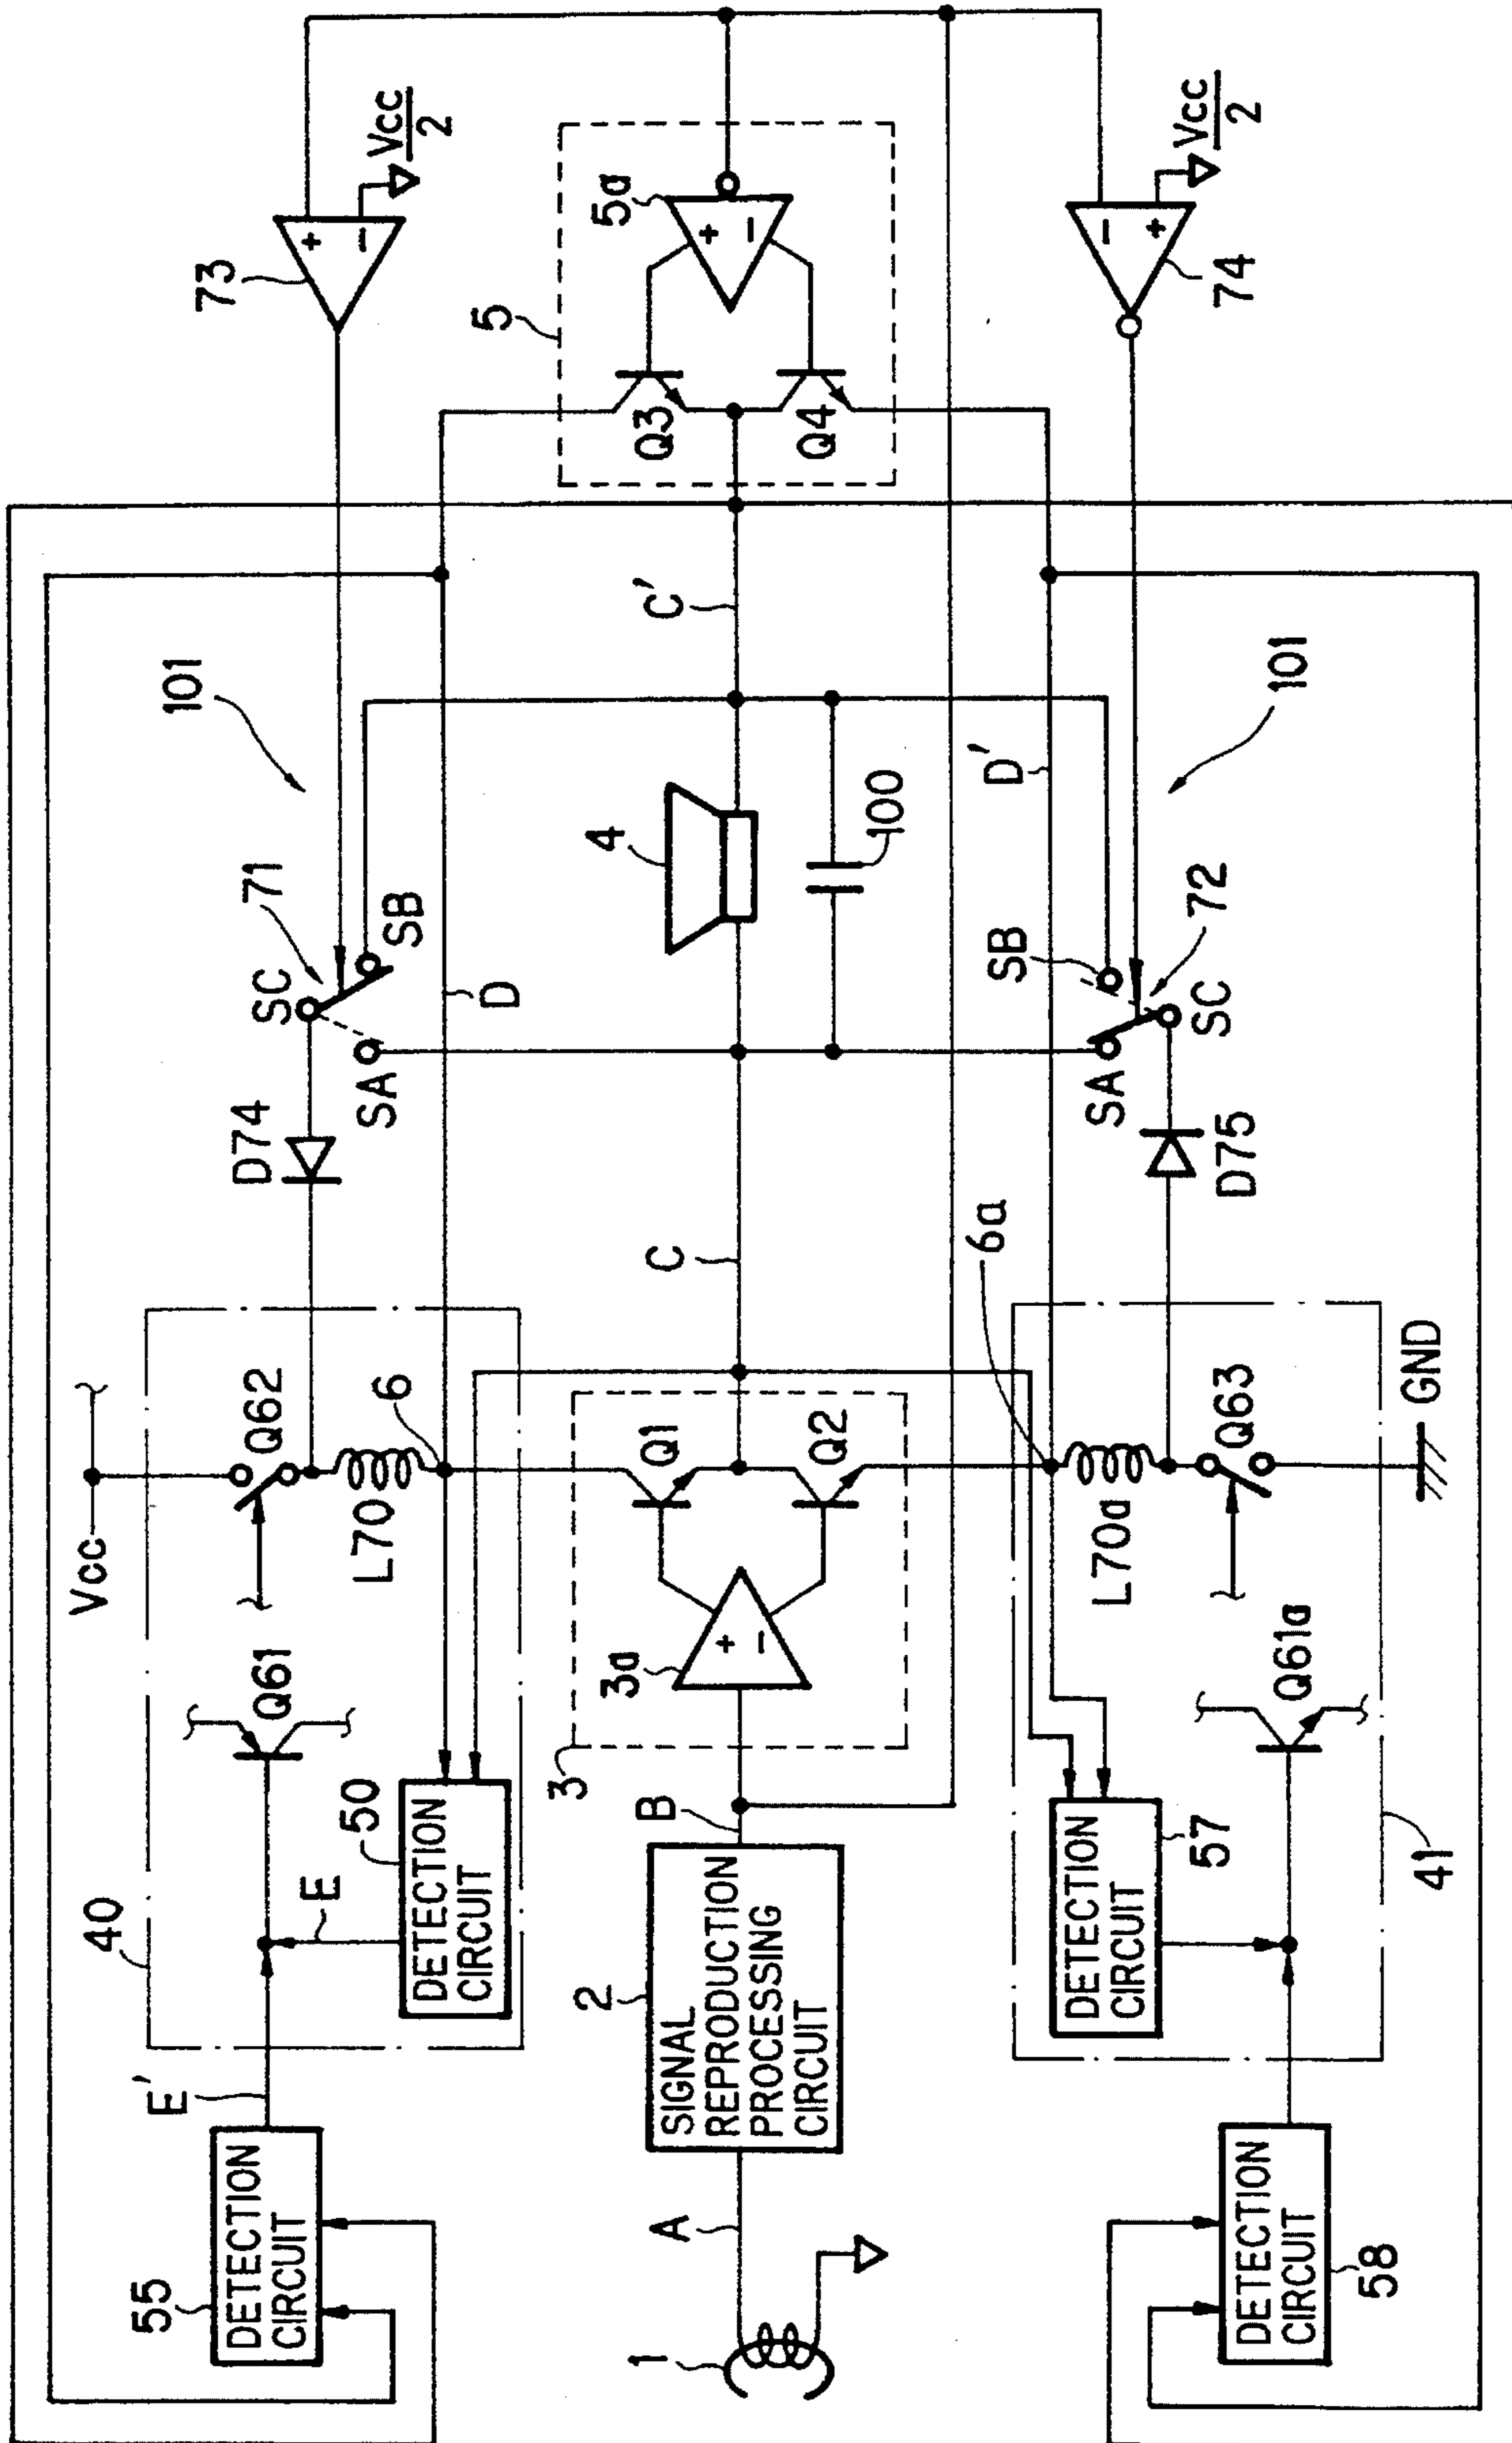 Vcc
Vcc
2
73
101
71
SC
SB
SA
D74
40
Q62
Q61
L70
6
D
E'
E
55
DETECTION
CIRCUIT
50
DETECTION
CIRCUIT
5
5a
+
-
+
-
Q3
Q4
C'
4
100
C
3
3a
+
-
Q1
Q2
B
2
SIGNAL
REPRODUCTION
PROCESSING
CIRCUIT
A
1
D'
6a
Vcc
2
-
+
74
101
SB
72
SC
SA
D75
L70a
Q63
GND
Q61a
57
DETECTION
CIRCUIT
41
58
DETECTION
CIRCUIT